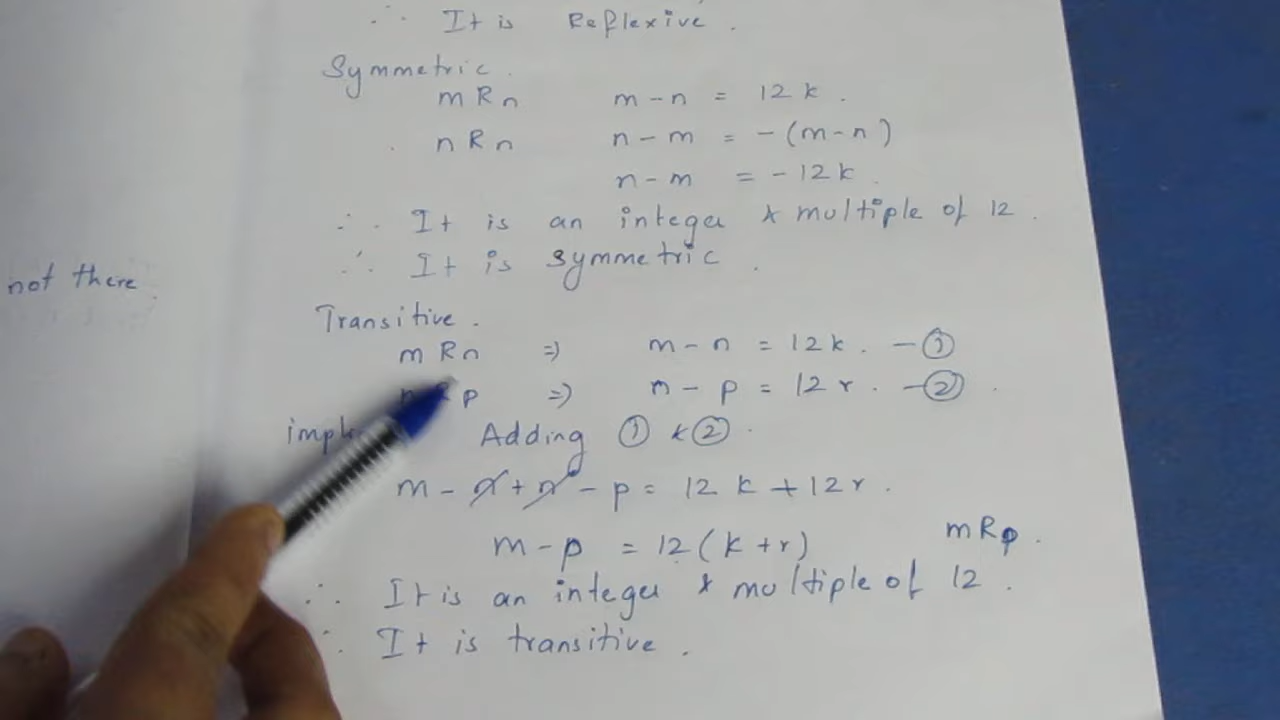 ∴ It is Reflexive.
Symmetric.
mRn m-n = 12k.
nRn n-m = -(m-n)
n-m = -12k.
∴ It is an integer & multiple of 12.
∴ It is symmetric.
not there.
Transitive.
mRn ⇒ m-n = 12k. -①
nRp ⇒ n-p = 12r. -②
Adding ① & ②.
m-n+n-p = 12k+12r.
m-p = 12(k+r) mRp.
∴ It is an integer & multiple of 12.
∴ It is transitive.